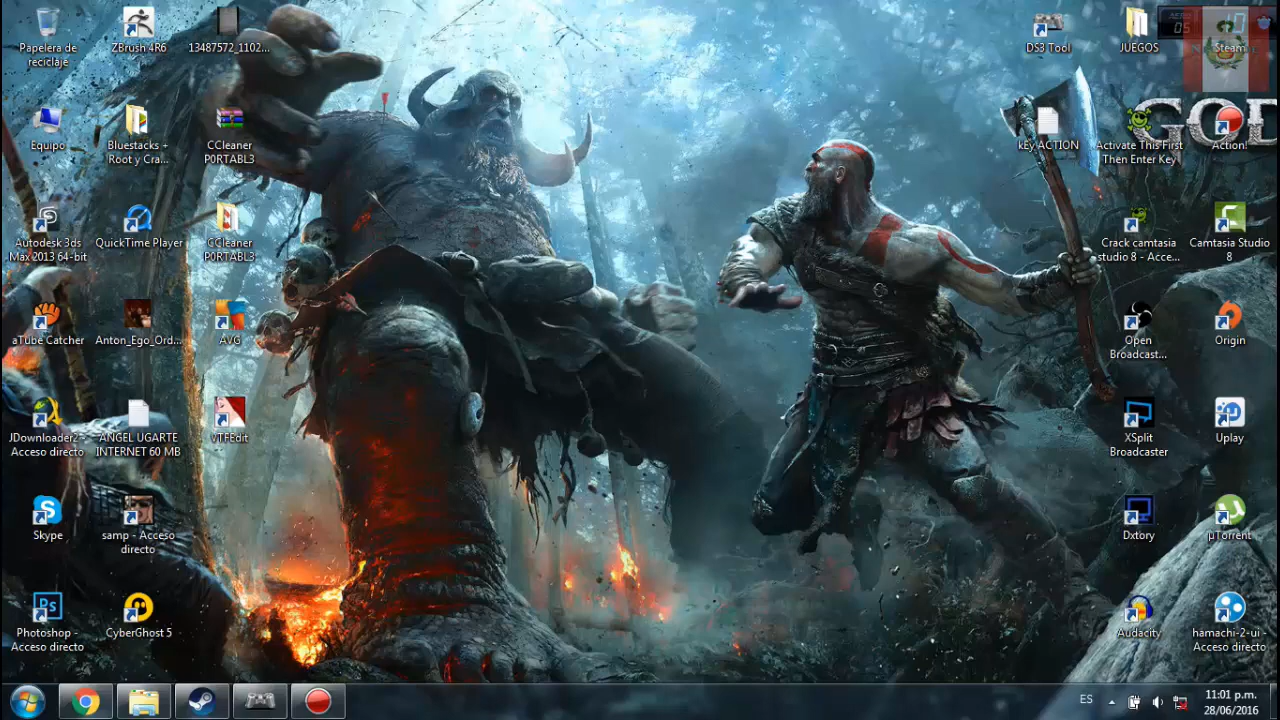 Papelera de
reciclaje
ZBrush 4R6
13487572_1102...
DS3 Tool
JUEGOS
Steam
Equipo
Bluestacks +
Root y Cra...
CCleaner
P0RTABL3
kEy ACTION
Activate This First
Then Enter Key
Action!
GOD
Autodesk 3ds
Max 2013 64-bit
QuickTime Player
CCleaner
P0RTABL3
Crack camtasia
studio 8 - Acce...
Camtasia Studio
8
aTube Catcher
Anton_Ego_Ord...
AVG
Open
Broadcast...
Origin
JDownloader2 -
Acceso directo
ANGEL UGARTE
INTERNET 60 MB
VTFEdit
XSplit
Broadcaster
Uplay
Skype
samp - Acceso
directo
Dxtory
µTorrent
Photoshop -
Acceso directo
CyberGhost 5
Audacity
hamachi-2-ui -
Acceso directo
ES
11:01 p.m.
28/06/2016